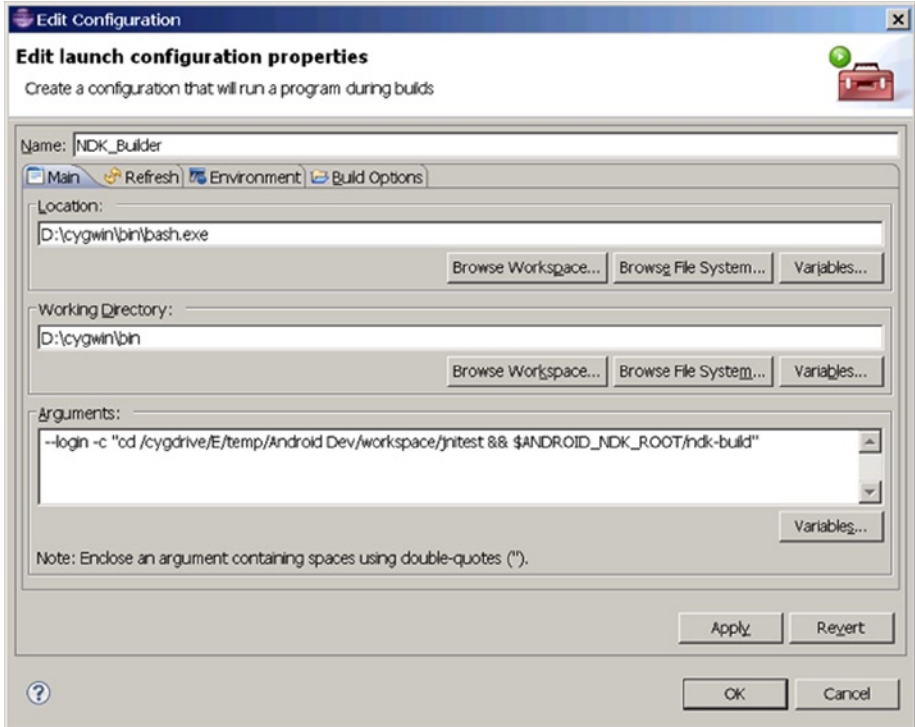 Edit Configuration
Edit launch configuration properties
Create a configuration that will run a program during builds
Name: NDK_Builder
Main Refresh Environment Build Options
Location:
D:\cygwin\bin\bash.exe
Browse Workspace... Browse File System... Variables...
Working Directory:
D:\cygwin\bin
Browse Workspace... Browse File System... Variables...
Arguments:
--login -c "cd /cygdrive/E/temp/Android Dev/workspace/jnitest && $ANDROID_NDK_ROOT/ndk-build"
Variables...
Note: Enclose an argument containing spaces using double-quotes (").
Apply Revert
? OK Cancel